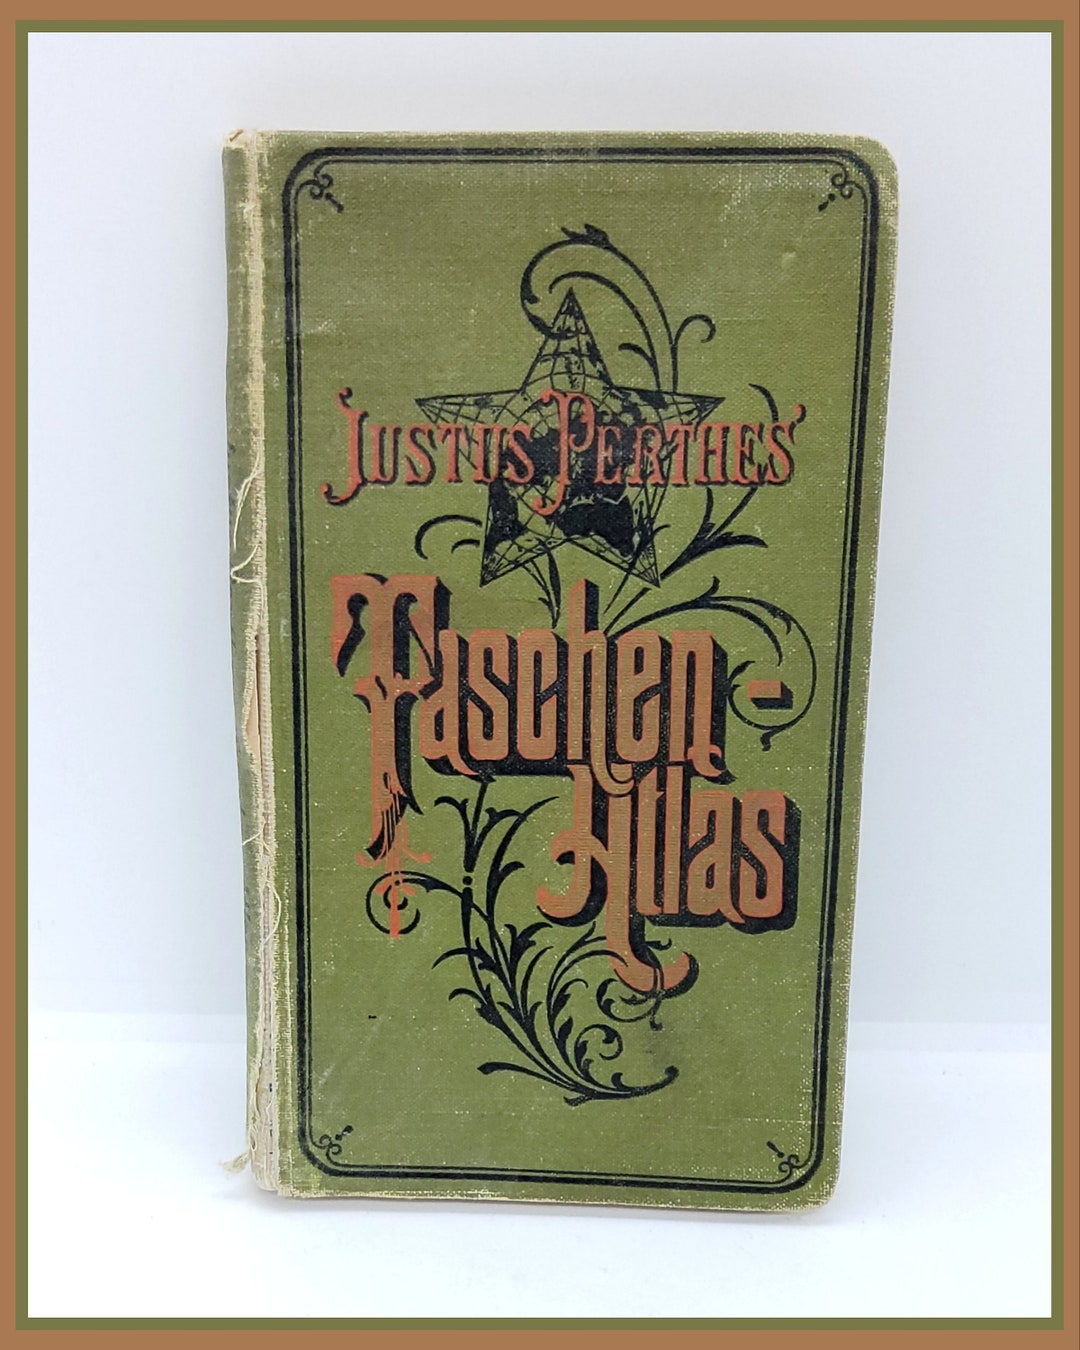 JUSTUS PERTHES'
Taschen-
Atlas